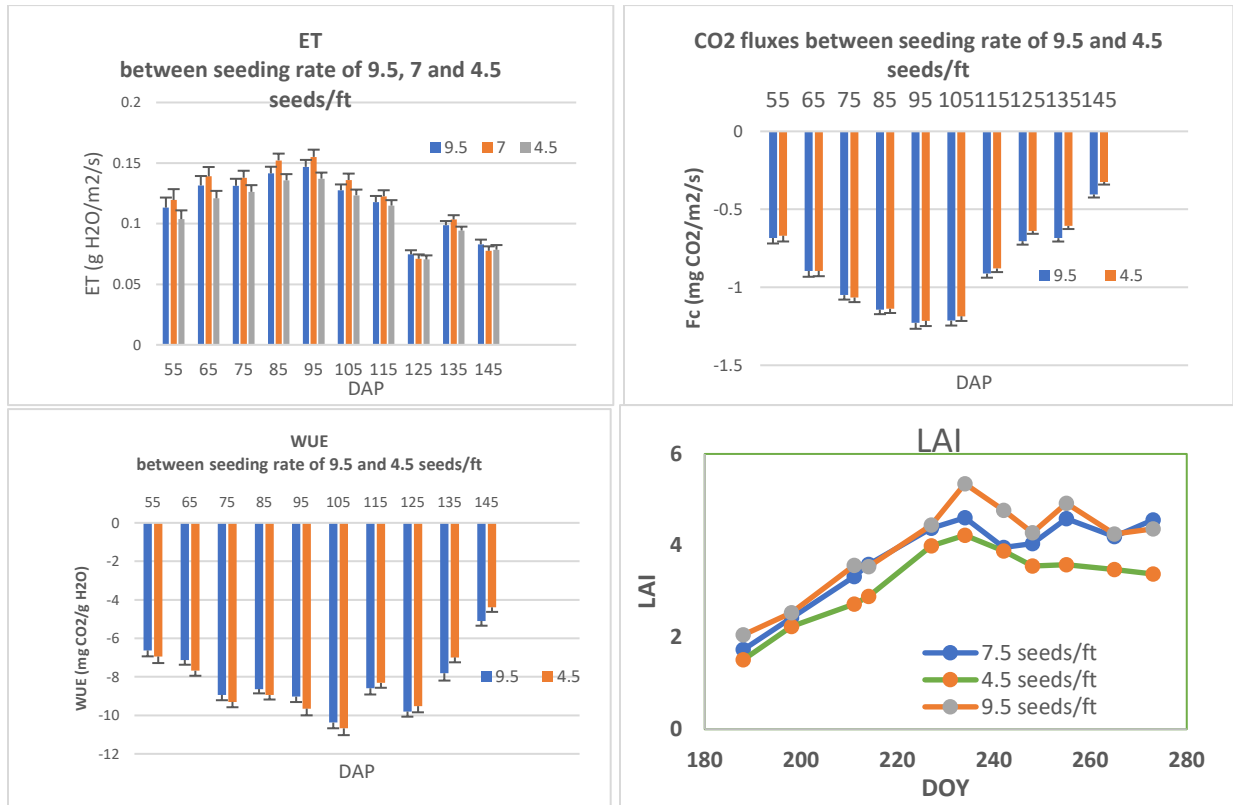 ET
between seeding rate of 9.5, 7 and 4.5
seeds/ft
0.2
0.15
0.1
0.05
0
ET (g H2O/m2/s)
9.5 7 4.5
55 65 75 85 95 105 115 125 135 145
DAP
CO2 fluxes between seeding rate of 9.5 and 4.5
seeds/ft
55 65 75 85 95 105 115 125 135 145
0
-0.5
-1
-1.5
Fc (mg CO2/m2/s)
9.5 4.5
DAP
WUE
between seeding rate of 9.5 and 4.5 seeds/ft
55 65 75 85 95 105 115 125 135 145
0
-2
-4
-6
-8
-10
-12
WUE (mg CO2/g H2O)
9.5 4.5
DAP
LAI
6
4
2
0
LAI
7.5 seeds/ft
4.5 seeds/ft
9.5 seeds/ft
180 200 220 240 260 280
DOY